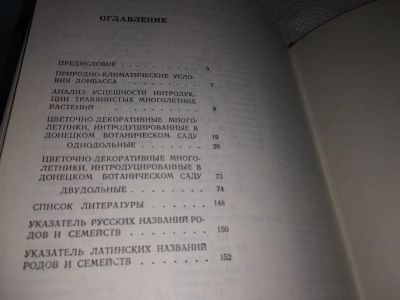 ОГЛАВЛЕНИЕ
ПРЕДИСЛОВИЕ . . . . . . . . . . 5
ПРИРОДНО-КЛИМАТИЧЕСКИЕ УСЛО-
ВИЯ ДОНБАССА . . . . . . . . . 7
АНАЛИЗ УСПЕШНОСТИ ИНТРОДУК-
ЦИИ ТРАВЯНИСТЫХ МНОГОЛЕТНИХ
РАСТЕНИЙ . . . . . . . . . . 9
ЦВЕТОЧНО-ДЕКОРАТИВНЫЕ МНО-
ЛЕТНИКИ, ИНТРОДУЦИРОВАННЫЕ В
ДОНЕЦКОМ БОТАНИЧЕСКОМ САДУ 19
ОДНОДОЛЬНЫЕ . . . . . . . . 20
ЦВЕТОЧНО-ДЕКОРАТИВНЫЕ МНО-
ЛЕТНИКИ, ИНТРОДУЦИРОВАННЫЕ В
ДОНЕЦКОМ БОТАНИЧЕСКОМ САДУ 73
ДВУДОЛЬНЫЕ . . . . . . . . 74
СПИСОК ЛИТЕРАТУРЫ . . . . . . 148
УКАЗАТЕЛЬ РУССКИХ НАЗВАНИЙ РО-
ДОВ И СЕМЕЙСТВ . . . . . . . 150
УКАЗАТЕЛЬ ЛАТИНСКИХ НАЗВАНИЙ
РОДОВ И СЕМЕЙСТВ . . . . . . 152